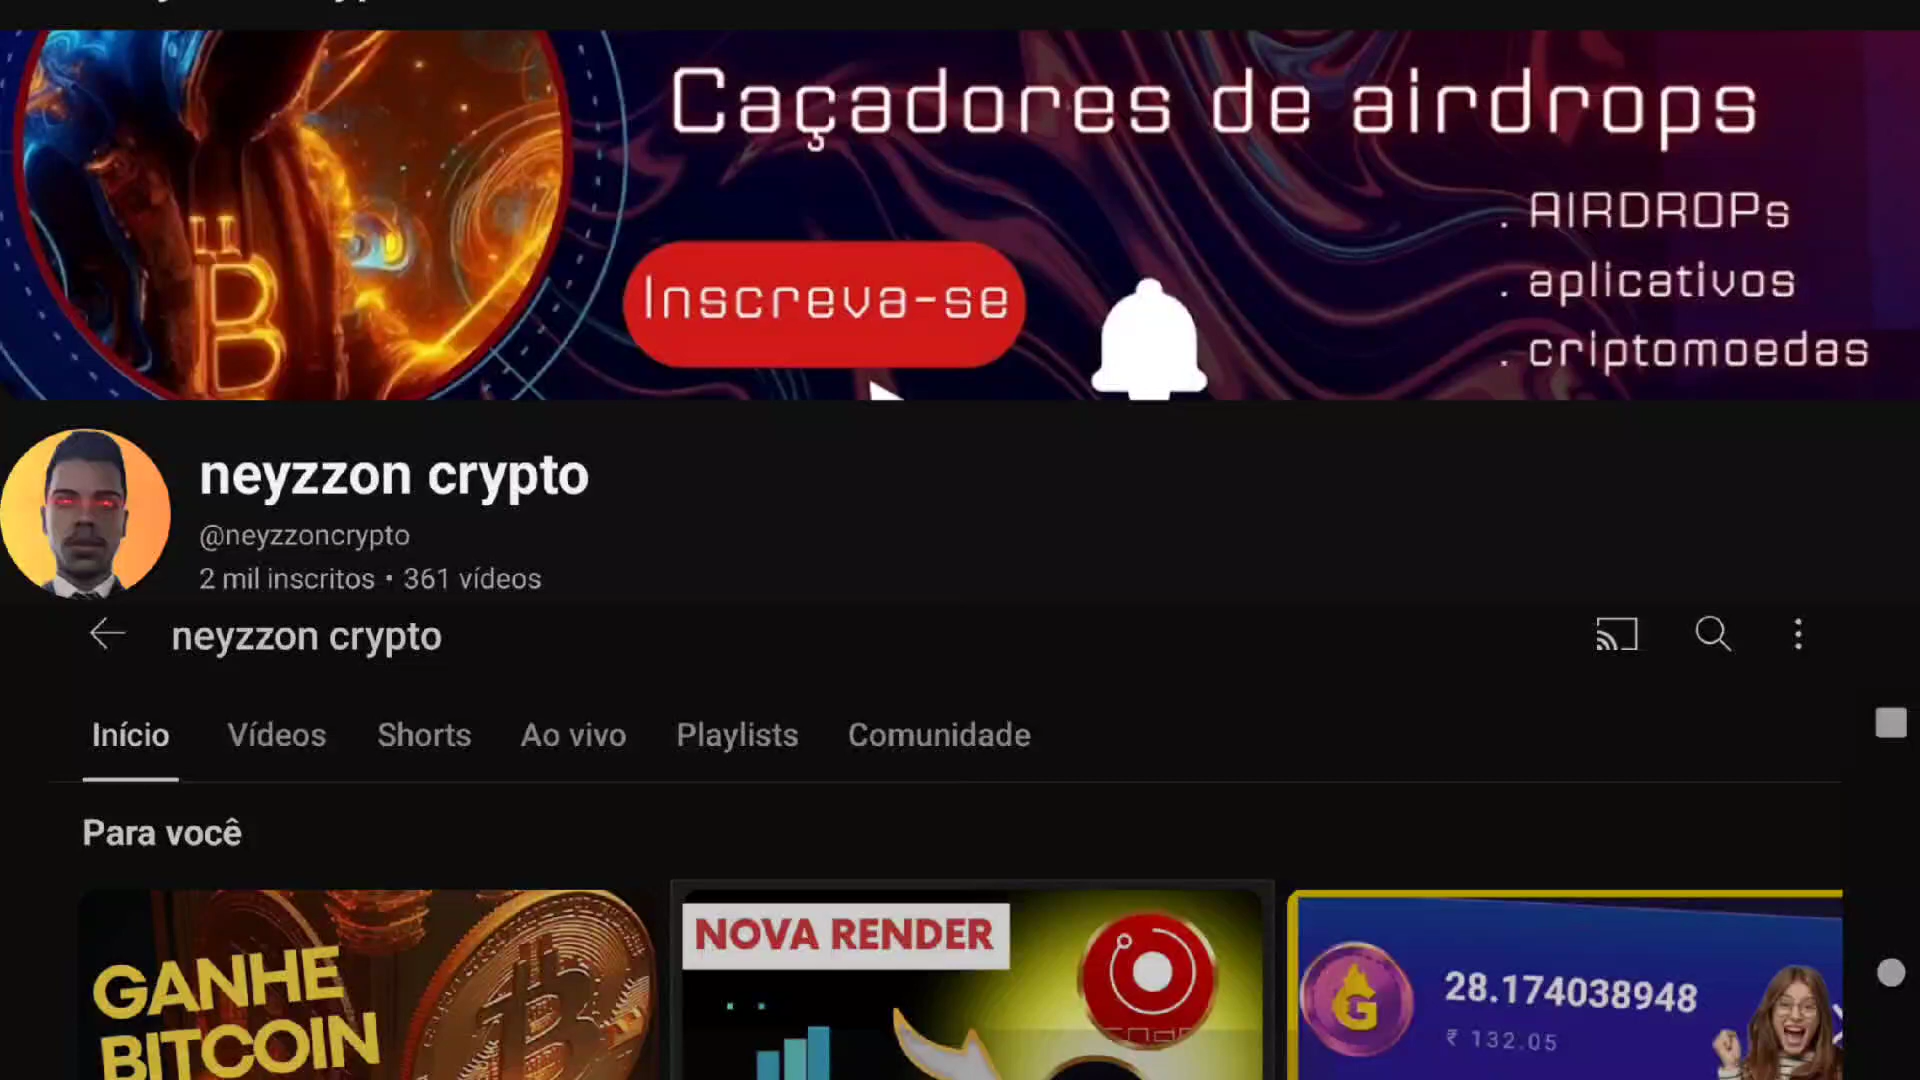 Caçadores de airdrops
. AIRDROPs
. aplicativos
. criptomoedas
Inscreva-se
neyzzon crypto
@neyzzoncrypto
2 mil inscritos • 361 vídeos
neyzzon crypto
Início Vídeos Shorts Ao vivo Playlists Comunidade
Para você
GANHE
BITCOIN
NOVA RENDER
28.174038948
₹ 132.05